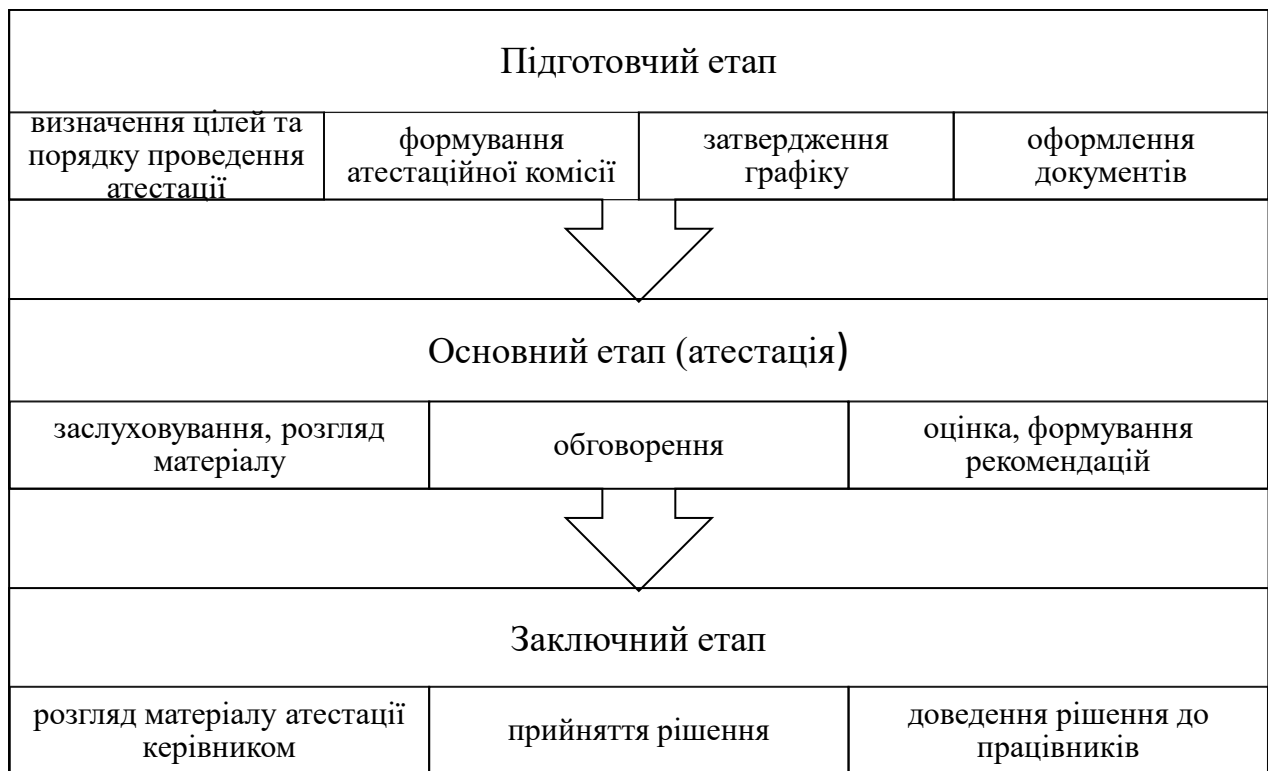 Підготовчий етап
визначення цілей та
порядку проведення
атестації
формування
атестаційної комісії
затвердження
графіку
оформлення
документів
Основний етап (атестація)
заслуховування, розгляд
матеріалу
обговорення
оцінка, формування
рекомендацій
Заключний етап
розгляд матеріалу атестації
керівником
прийняття рішення
доведення рішення до
працівників